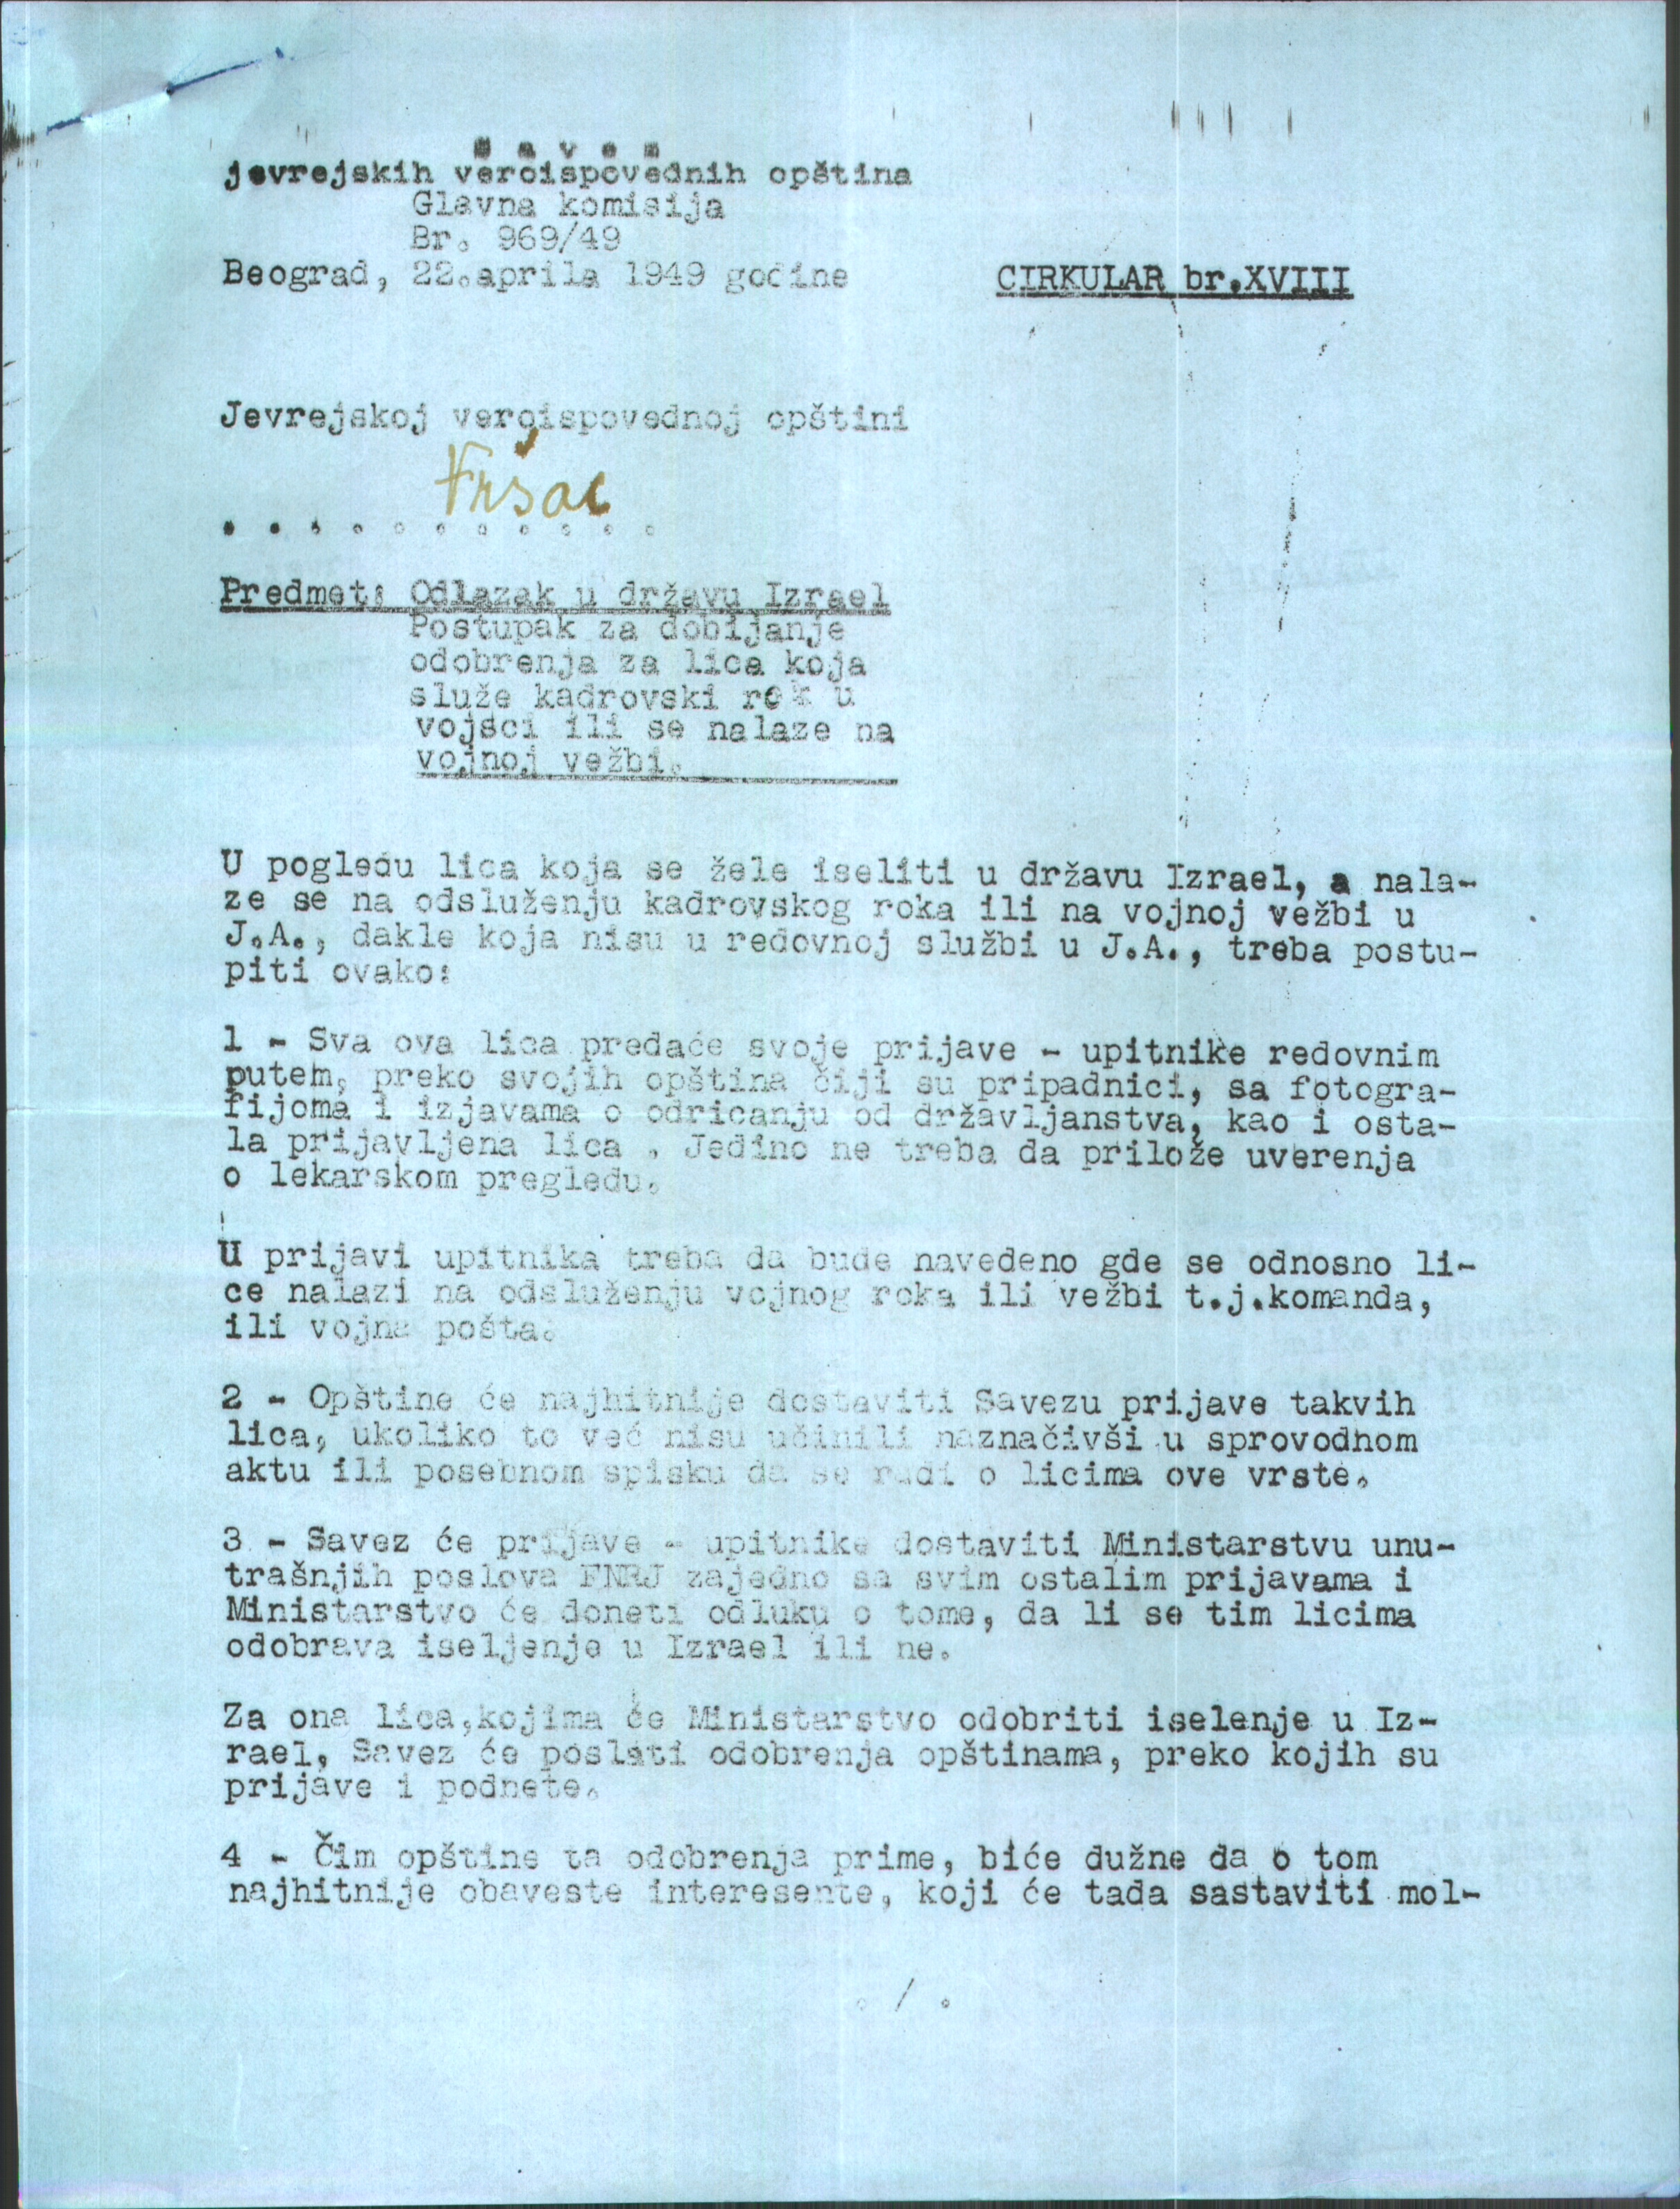 S a v e z
jevrejskih veroispovednih opština
Glavna komisija
Br. 969/49
Beograd, 22.aprila 1949 godine
CIRKULAR br.XVIII
Jevrejskoj veroispovednoj opštini
Vršac
. . . . . . . . . . .
Predmet: Odlazak u državu Izrael
Postupak za dobijanje
odobrenja za lica koja
služe kadrovski rok u
vojsci ili se nalaze na
vojnoj vežbi.
U pogledu lica koja se žele iseliti u državu Izrael, a nala-
ze se na odsluženju kadrovskog roka ili na vojnoj vežbi u
J.A., dakle koja nisu u redovnoj službi u J.A., treba postu-
piti ovako:
1 - Sva ova lica predaće svoje prijave - upitnike redovnim
putem, preko svojih opština čiji su pripadnici, sa fotogra-
fijoma i izjavama o odricanju od državljanstva, kao i osta-
la prijavljena lica . Jedino ne treba da prilože uverenja
o lekarskom pregledu.
U prijavi upitnika treba da bude navedeno gde se odnosno li-
ce nalazi na odsluženju vojnog roka ili vežbi t.j.komanda,
ili vojna pošta.
2 - Opštine će najhitnije dostaviti Savezu prijave takvih
lica, ukoliko to već nisu učinili naznačivši u sprovodnom
aktu ili posebnom spisku da se radi o licima ove vrste.
3 - Savez će prijave - upitnike dostaviti Ministarstvu unu-
trašnjih poslova FNRJ zajedno sa svim ostalim prijavama i
Ministarstvo će doneti odluku o tome, da li se tim licima
odobrava iseljenje u Izrael ili ne.
Za ona lica,kojima će Ministarstvo odobriti iselenje u Iz-
rael, Savez će poslati odobrenja opštinama, preko kojih su
prijave i podnete.
4 - Čim opštine ta odobrenja prime, biće dužne da o tom
najhitnije obaveste interesente, koji će tada sastaviti mol-
. / .